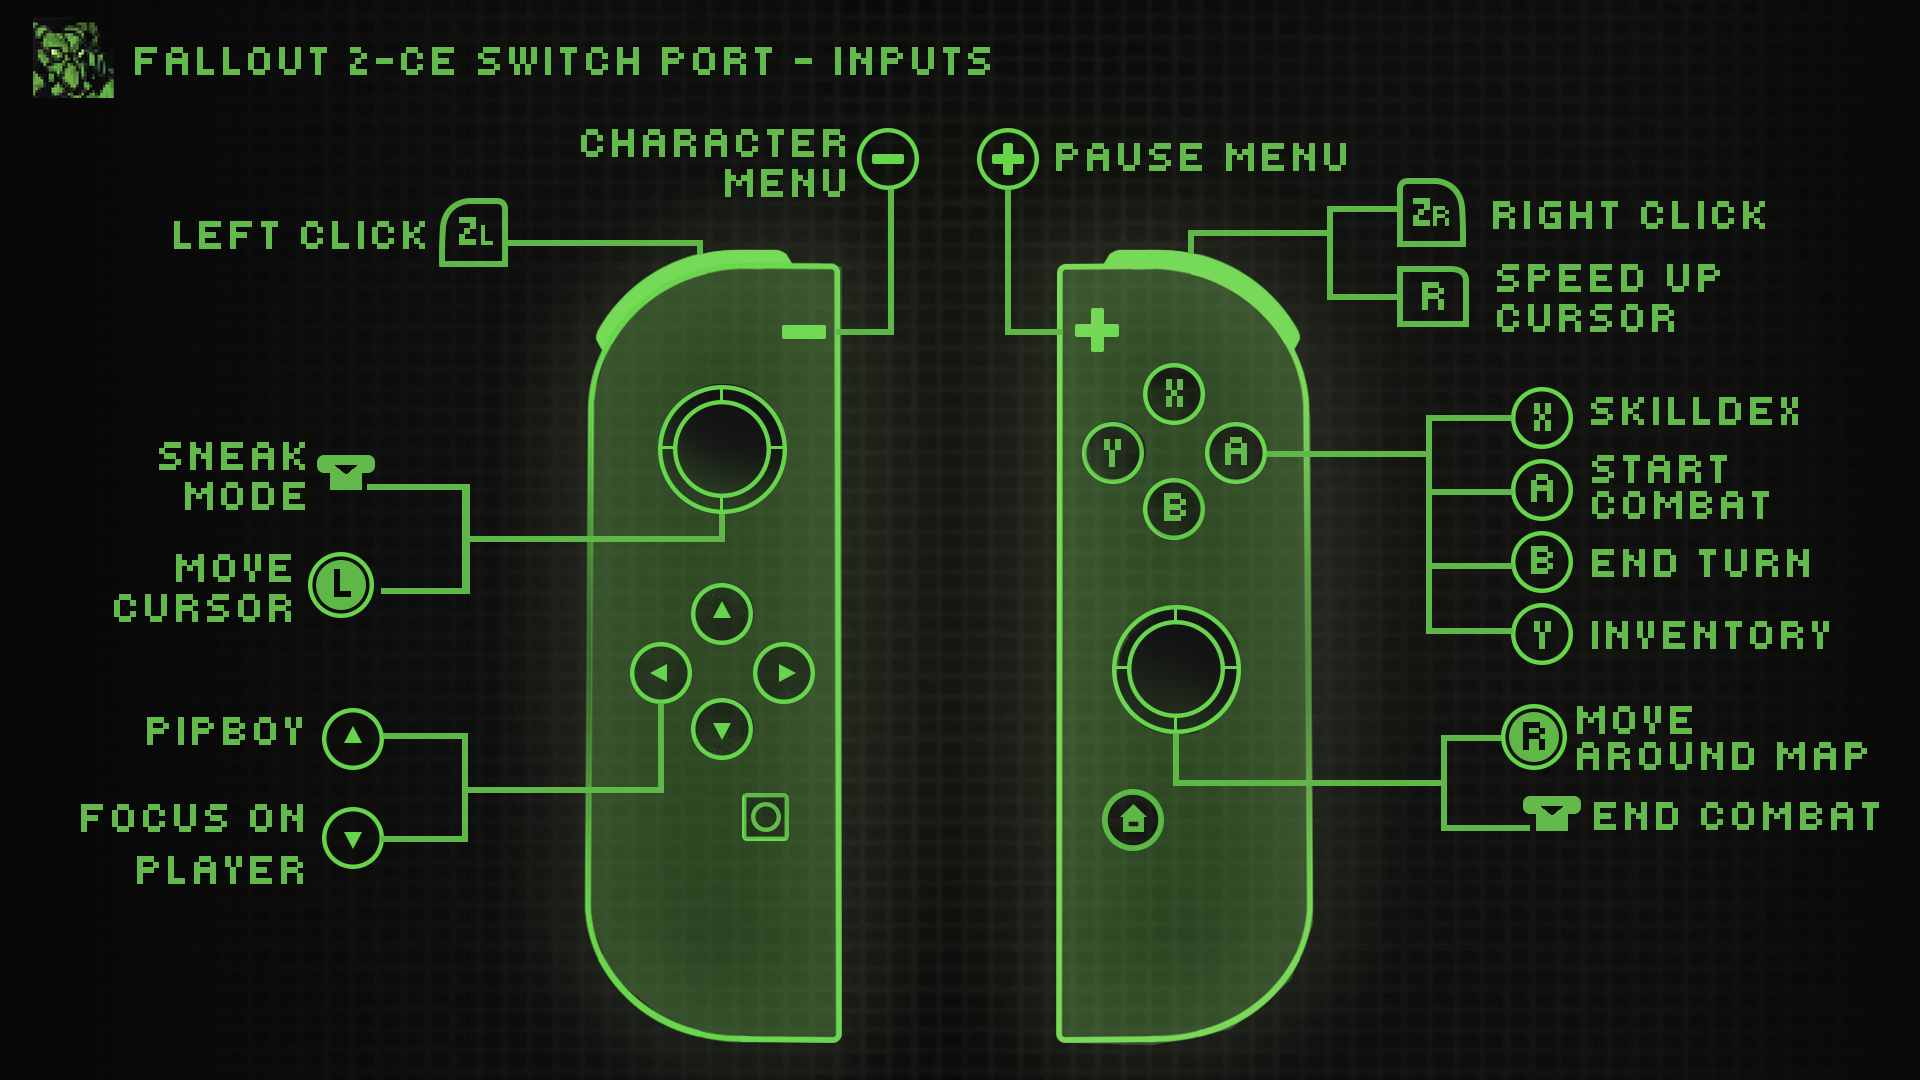 FALLOUT 2-CE SWITCH PORT - INPUTS
CHARACTER
MENU
PAUSE MENU
LEFT CLICK
ZL
ZR
RIGHT CLICK
R
SPEED UP
CURSOR
X
Y
A
B
X
SKILLDEX
A
START
COMBAT
B
END TURN
Y
INVENTORY
SNEAK
MODE
MOVE
CURSOR
L
PIPBOY
FOCUS ON
PLAYER
R
MOVE
AROUND MAP
END COMBAT